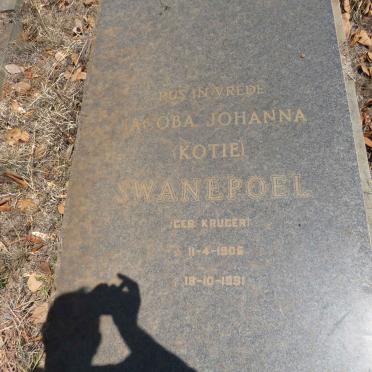 RUS IN VREDE
JACOBA JOHANNA
(KOTIE)
SWANEPOEL
(GEB KRUGER)
11-4-1906
18-10-1991